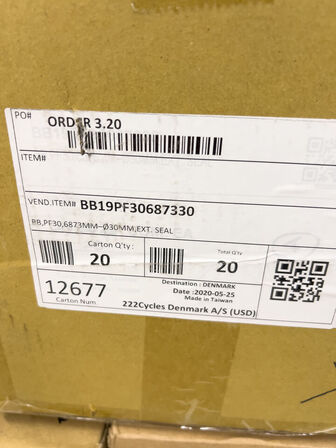 PO# ORDER 3.20
ITEM#
VEND.ITEM# BB19PF30687330
BB,PF30,6873MM-Ø30MM,EXT. SEAL
Carton Q'ty: Total Q'ty
20 20
Destination : DENMARK
12677 Date :2020-05-25
Carton Num Made in Taiwan
222Cycles Denmark A/S (USD)